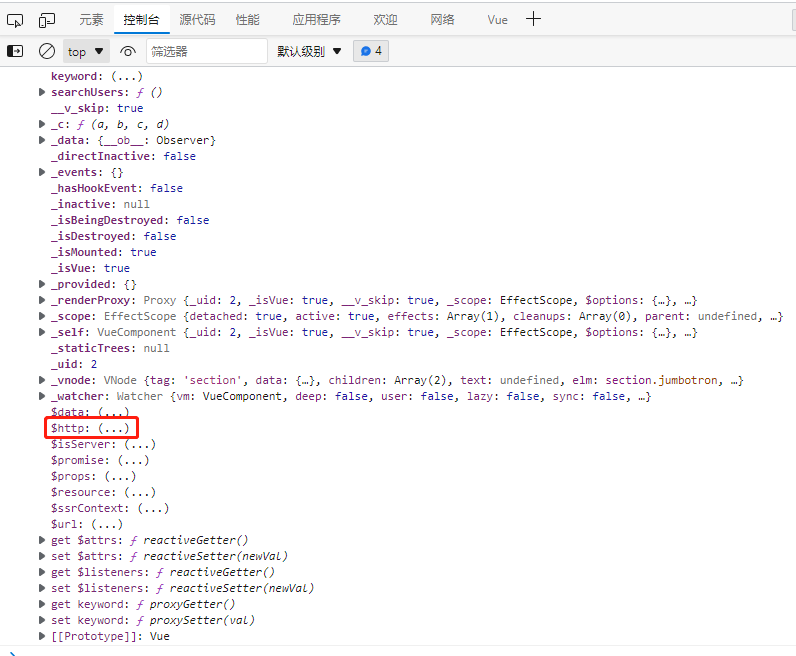 元素 控制台 源代码 性能 应用程序 欢迎 网络 Vue
top 筛选器 默认级别 4
keyword: (...)
searchUsers: ƒ ()
__v_skip: true
_c: ƒ (a, b, c, d)
_data: {__ob__: Observer}
_directInactive: false
_events: {}
_hasHookEvent: false
_inactive: null
_isBeingDestroyed: false
_isDestroyed: false
_isMounted: true
_isVue: true
_provided: {}
_renderProxy: Proxy {_uid: 2, _isVue: true, __v_skip: true, _scope: EffectScope, $options: {…}, …}
_scope: EffectScope {detached: true, active: true, effects: Array(1), cleanups: Array(0), parent: undefined, …}
_self: VueComponent {_uid: 2, _isVue: true, __v_skip: true, _scope: EffectScope, $options: {…}, …}
_staticTrees: null
_uid: 2
_vnode: VNode {tag: 'section', data: {…}, children: Array(2), text: undefined, elm: section.jumbotron, …}
_watcher: Watcher {vm: VueComponent, deep: false, user: false, lazy: false, sync: false, …}
$data: (...)
$http: (...)
$isServer: (...)
$promise: (...)
$props: (...)
$resource: (...)
$ssrContext: (...)
$url: (...)
get $attrs: ƒ reactiveGetter()
set $attrs: ƒ reactiveSetter(newVal)
get $listeners: ƒ reactiveGetter()
set $listeners: ƒ reactiveSetter(newVal)
get keyword: ƒ proxyGetter()
set keyword: ƒ proxySetter(val)
[[Prototype]]: Vue